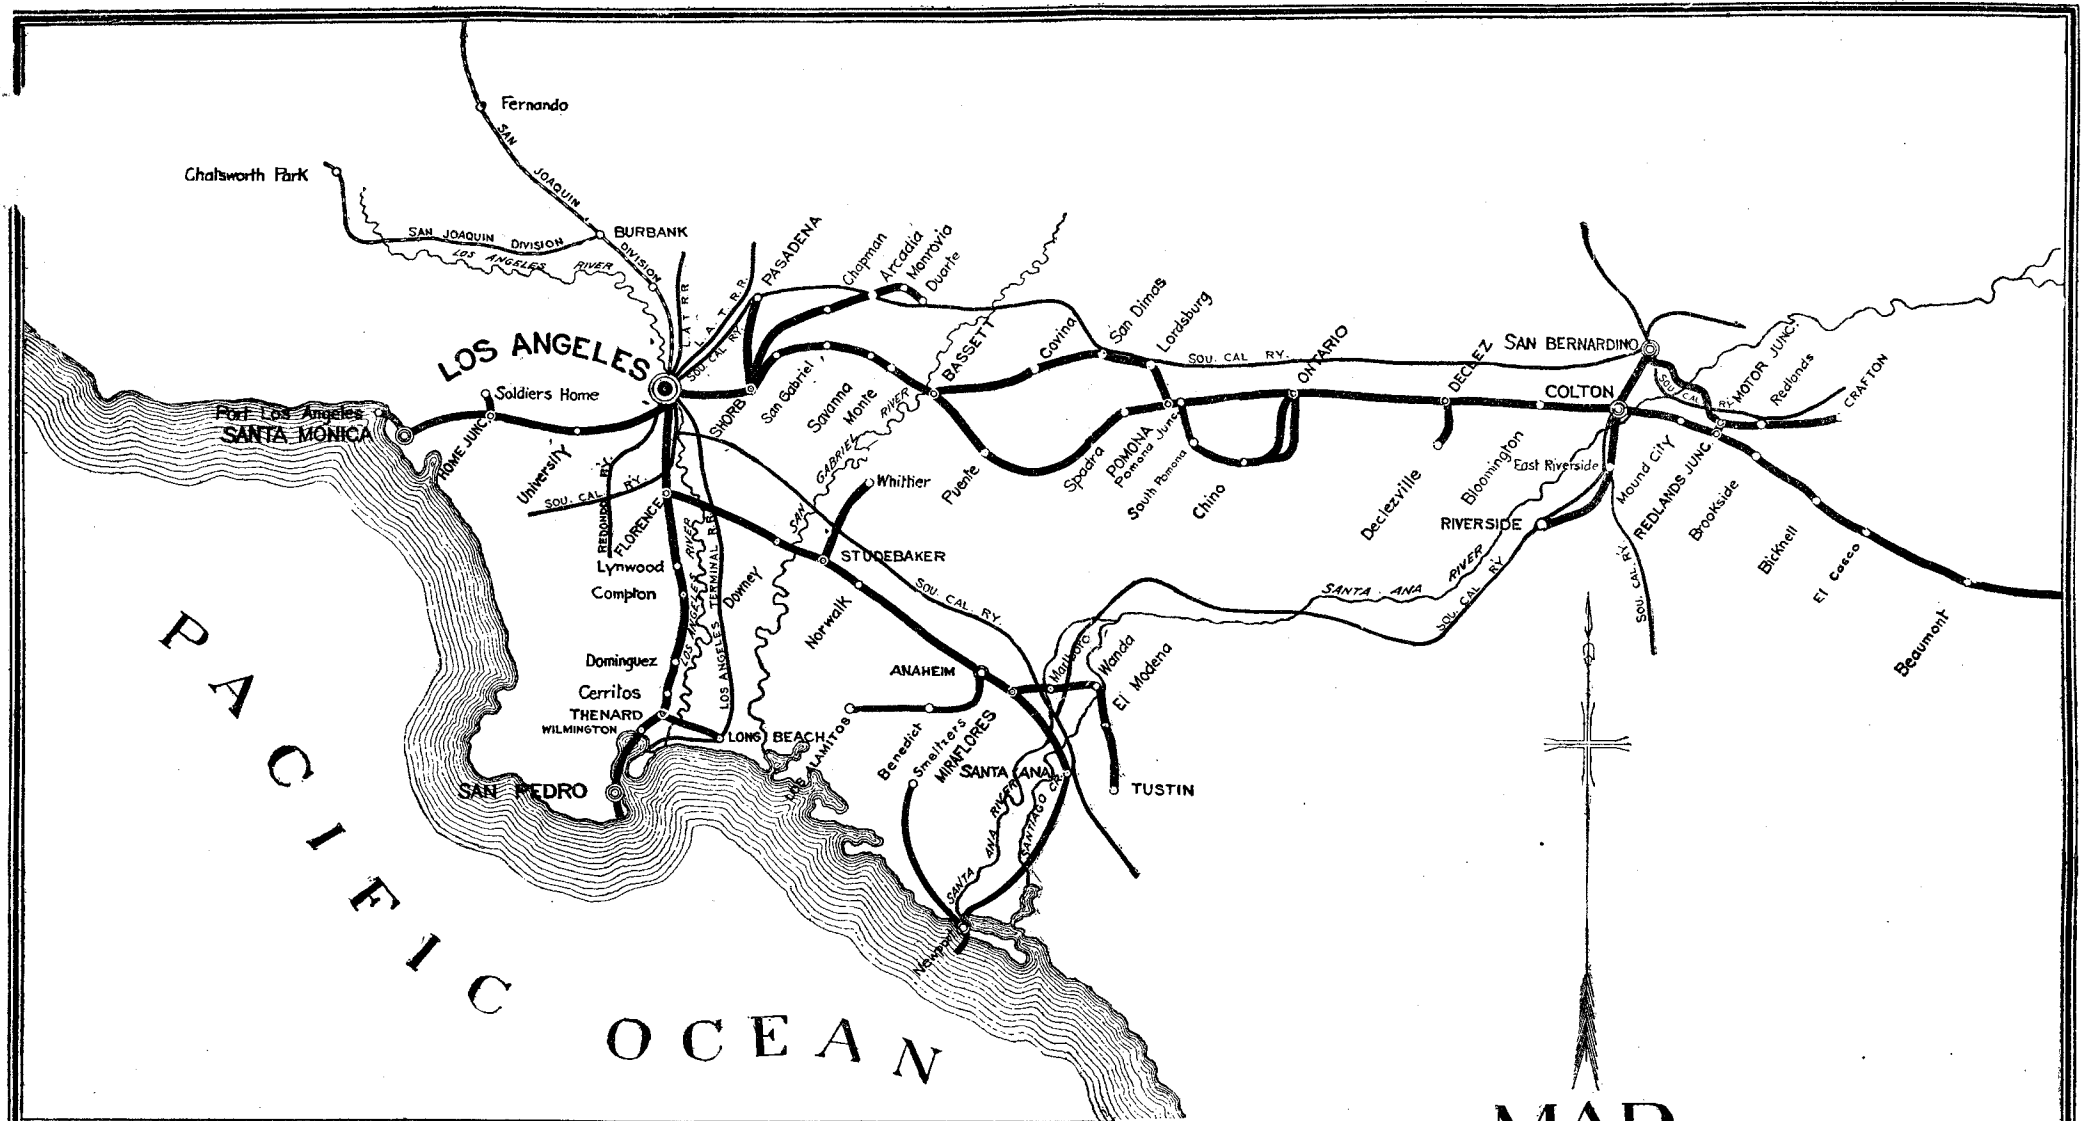 Fernando
SAN JOAQUIN DIVISION
Chatsworth Park
SAN JOAQUIN DIVISION
BURBANK
LOS ANGELES RIVER
L.A.T. R.R.
L.A.T. R.R.
SOU. CAL RY.
PASADENA
Chapman
Arcadia
Monrovia
Duarte
LOS ANGELES
Soldiers Home
Port Los Angeles
SANTA MONICA
HOME JUNC.
University
SHORB
San Gabriel
Savanna
Monte
BASSETT
Covina
San Dimas
Lordsburg
SOU. CAL RY.
ONTARIO
DECLEZ
SAN BERNARDINO
COLTON
SOU. CAL RY.
MOTOR JUNC.
Redlands
CRAFTON
SAN GABRIEL RIVER
Puente
Spadra
POMONA
Pomona Junc.
South Pomona
Chino
Declezville
Bloomington
East Riverside
RIVERSIDE
Mound City
REDLANDS JUNC.
Brookside
Bicknell
El Casco
Beaumont
SOU. CAL. RY.
REDONDO RY.
FLORENCE
Whittier
STUDEBAKER
Lynwood
Compton
LOS ANGELES RIVER
LOS ANGELES TERMINAL R.R.
Downey
Norwalk
SOU. CAL. RY.
SANTA ANA RIVER
SOU. CAL RY
SOU. CAL. RY
Dominguez
Cerritos
THENARD
WILMINGTON
LONG BEACH
SAN PEDRO
ANAHEIM
LOS ALAMITOS
Benedict
Smeltzers
MIRAFLORES
Marlboro
Wanda
El Modena
SANTA ANA
TUSTIN
SANTA ANA RIVER
SANTIAGO CR.
Newport
PACIFIC OCEAN
MAP